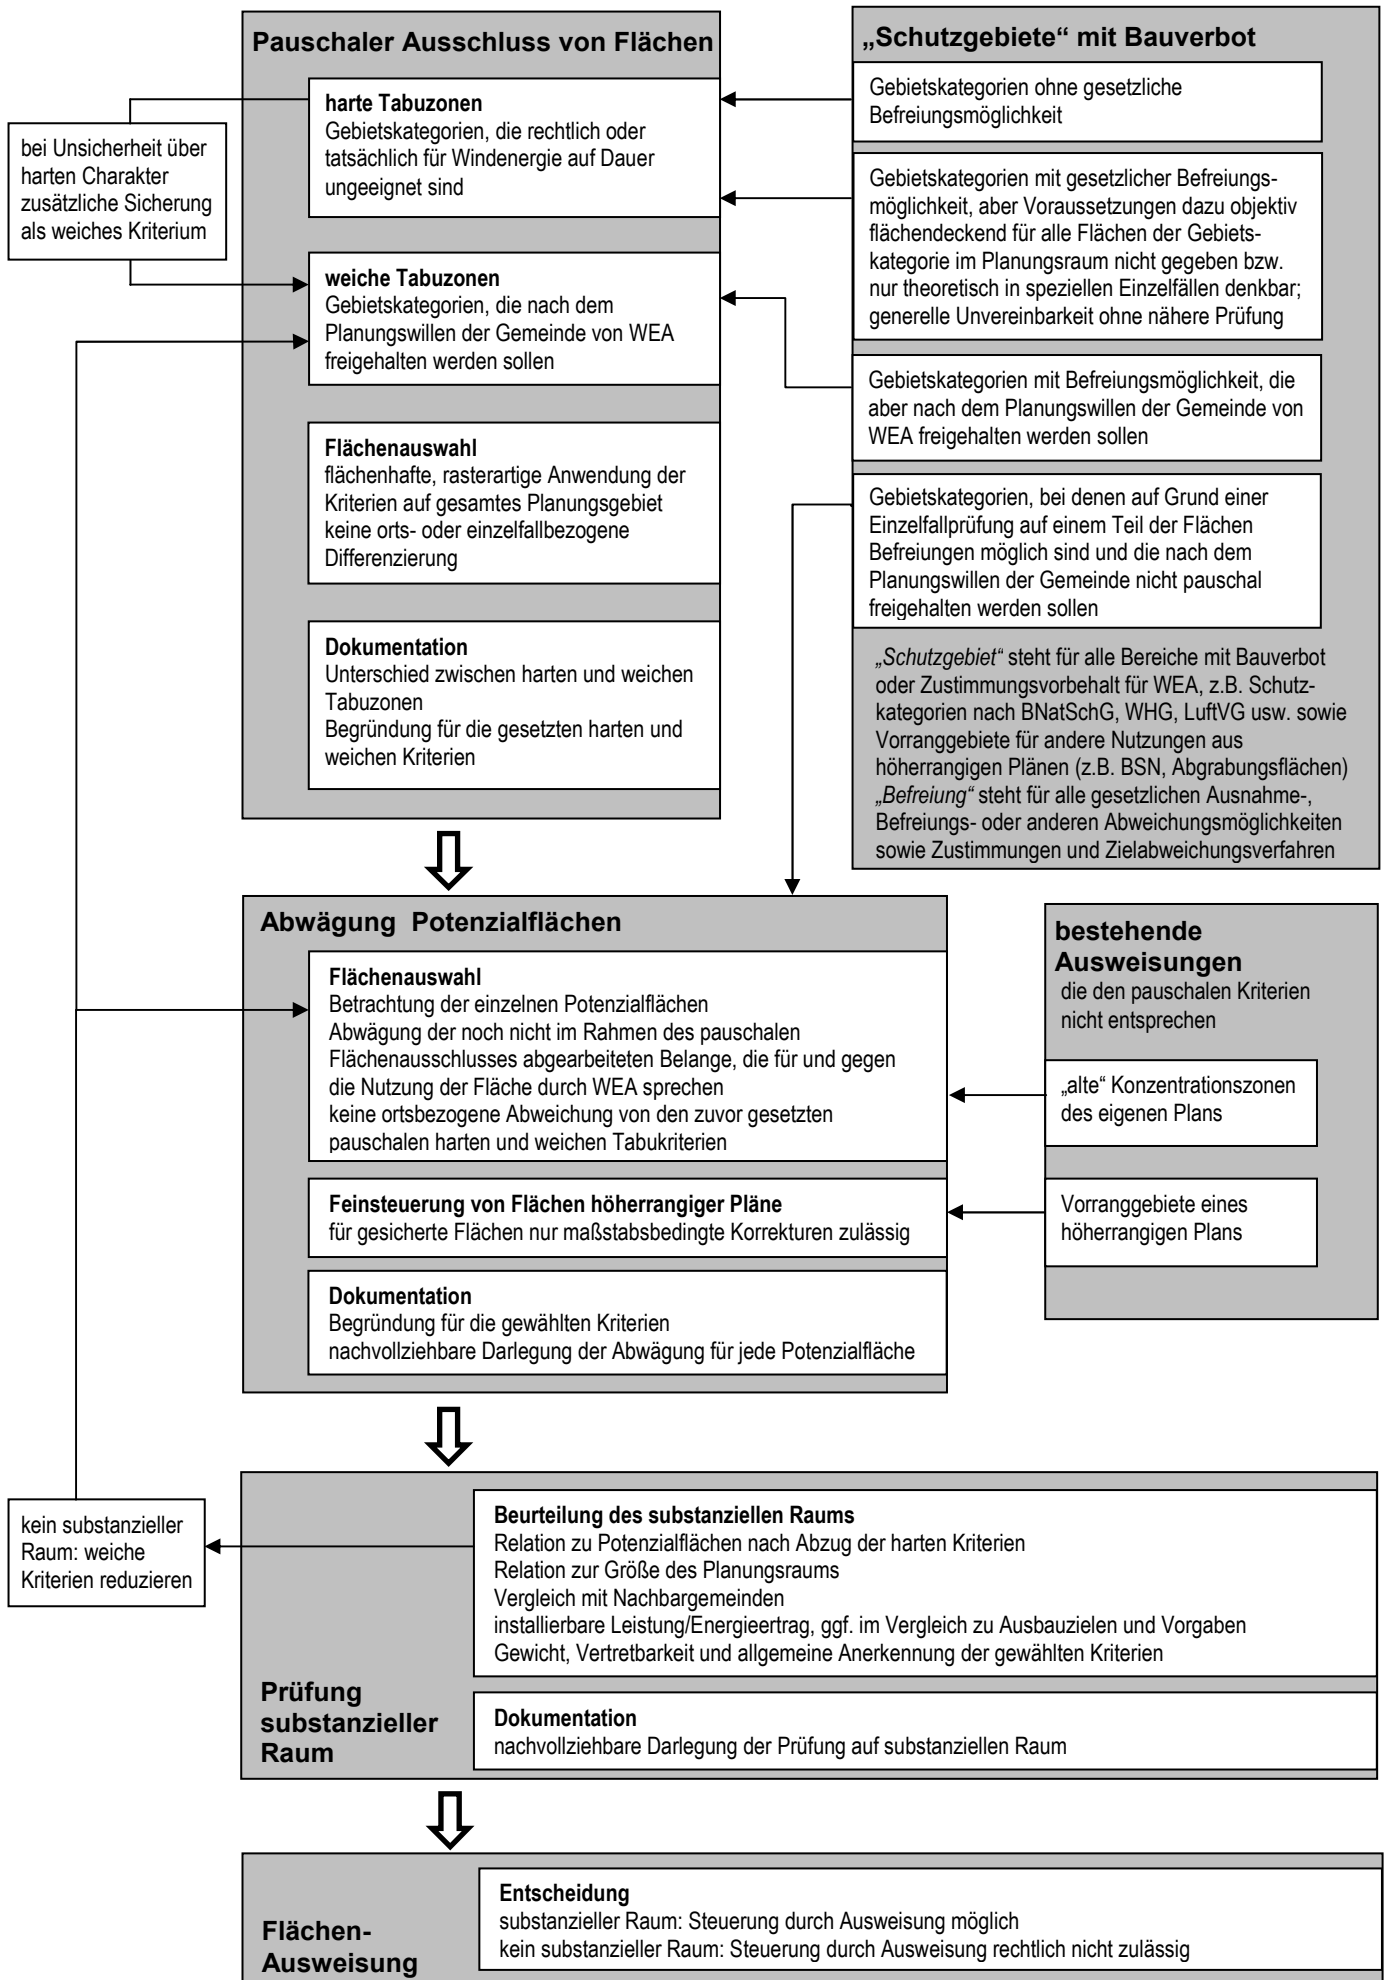 Pauschaler Ausschluss von Flächen
harte Tabuzonen
Gebietskategorien, die rechtlich oder
tatsächlich für Windenergie auf Dauer
ungeeignet sind
bei Unsicherheit über
harten Charakter
zusätzliche Sicherung
als weiches Kriterium
weiche Tabuzonen
Gebietskategorien, die nach dem
Planungswillen der Gemeinde von WEA
freigehalten werden sollen
Flächenauswahl
flächenhafte, rasterartige Anwendung der
Kriterien auf gesamtes Planungsgebiet
keine orts- oder einzelfallbezogene
Differenzierung
Dokumentation
Unterschied zwischen harten und weichen
Tabuzonen
Begründung für die gesetzten harten und
weichen Kriterien
„Schutzgebiete“ mit Bauverbot
Gebietskategorien ohne gesetzliche
Befreiungsmöglichkeit
Gebietskategorien mit gesetzlicher Befreiungs-
möglichkeit, aber Voraussetzungen dazu objektiv
flächendeckend für alle Flächen der Gebiets-
kategorie im Planungsraum nicht gegeben bzw.
nur theoretisch in speziellen Einzelfällen denkbar;
generelle Unvereinbarkeit ohne nähere Prüfung
Gebietskategorien mit Befreiungsmöglichkeit, die
aber nach dem Planungswillen der Gemeinde von
WEA freigehalten werden sollen
Gebietskategorien, bei denen auf Grund einer
Einzelfallprüfung auf einem Teil der Flächen
Befreiungen möglich sind und die nach dem
Planungswillen der Gemeinde nicht pauschal
freigehalten werden sollen
„Schutzgebiet“ steht für alle Bereiche mit Bauverbot
oder Zustimmungsvorbehalt für WEA, z.B. Schutz-
kategorien nach BNatSchG, WHG, LuftVG usw. sowie
Vorranggebiete für andere Nutzungen aus
höherrangigen Plänen (z.B. BSN, Abgrabungsflächen)
„Befreiung“ steht für alle gesetzlichen Ausnahme-,
Befreiungs- oder anderen Abweichungsmöglichkeiten
sowie Zustimmungen und Zielabweichungsverfahren
Abwägung Potenzialflächen
Flächenauswahl
Betrachtung der einzelnen Potenzialflächen
Abwägung der noch nicht im Rahmen des pauschalen
Flächenausschlusses abgearbeiteten Belange, die für und gegen
die Nutzung der Fläche durch WEA sprechen
keine ortsbezogene Abweichung von den zuvor gesetzten
pauschalen harten und weichen Tabukriterien
Feinsteuerung von Flächen höherrangiger Pläne
für gesicherte Flächen nur maßstabsbedingte Korrekturen zulässig
Dokumentation
Begründung für die gewählten Kriterien
nachvollziehbare Darlegung der Abwägung für jede Potenzialfläche
bestehende
Ausweisungen
die den pauschalen Kriterien
nicht entsprechen
„alte“ Konzentrationszonen
des eigenen Plans
Vorranggebiete eines
höherrangigen Plans
kein substanzieller
Raum: weiche
Kriterien reduzieren
Prüfung
substanzieller
Raum
Beurteilung des substanziellen Raums
Relation zu Potenzialflächen nach Abzug der harten Kriterien
Relation zur Größe des Planungsraums
Vergleich mit Nachbargemeinden
installierbare Leistung/Energieertrag, ggf. im Vergleich zu Ausbauzielen und Vorgaben
Gewicht, Vertretbarkeit und allgemeine Anerkennung der gewählten Kriterien
Dokumentation
nachvollziehbare Darlegung der Prüfung auf substanziellen Raum
Flächen-
Ausweisung
Entscheidung
substanzieller Raum: Steuerung durch Ausweisung möglich
kein substanzieller Raum: Steuerung durch Ausweisung rechtlich nicht zulässig